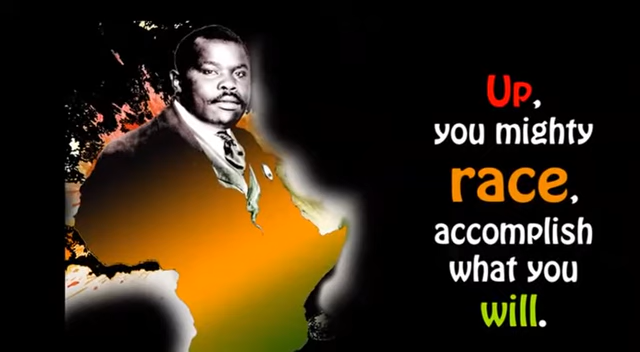 Up,
you mighty
race,
accomplish
what you
will.